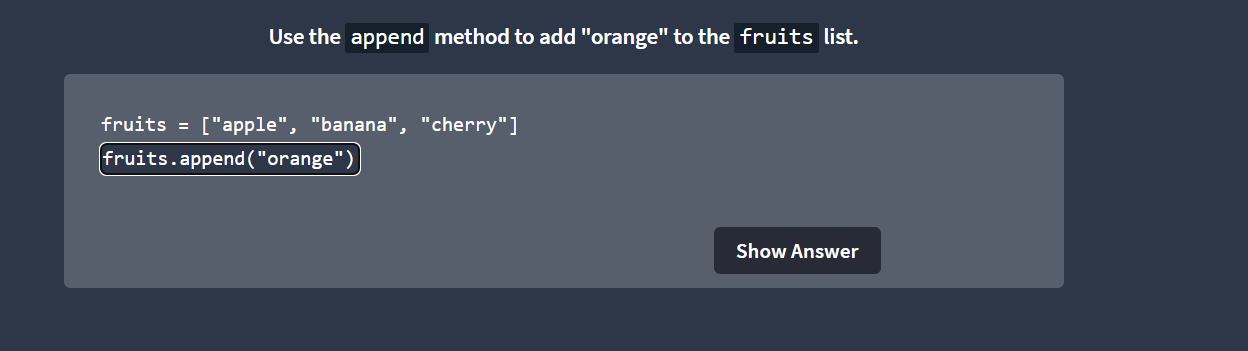 Use the append method to add "orange" to the fruits list.
fruits = ["apple", "banana", "cherry"]
fruits.append("orange")
Show Answer